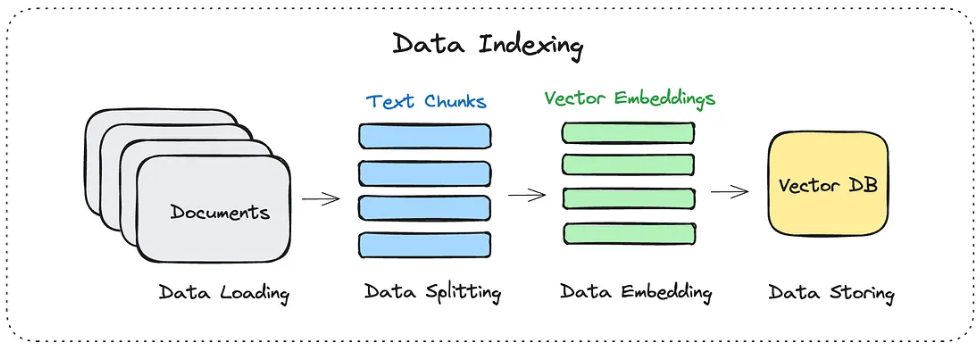 Data Indexing
Text Chunks
Vector Embeddings
Documents
Vector DB
Data Loading
Data Splitting
Data Embedding
Data Storing